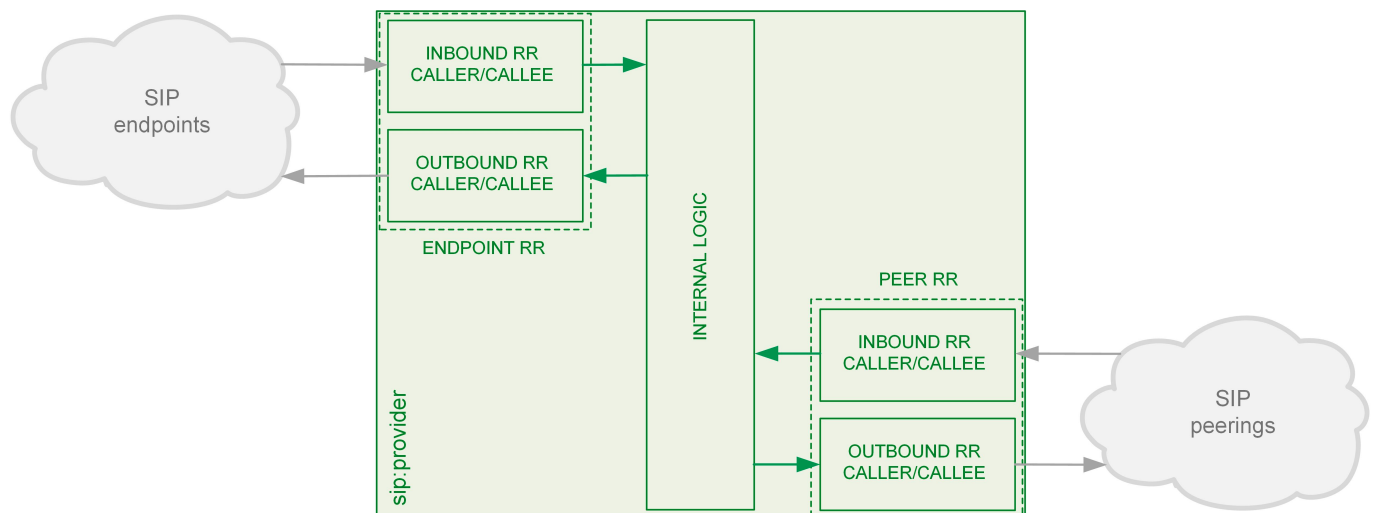 SIP
endpoints
INBOUND RR
CALLER/CALLEE
OUTBOUND RR
CALLER/CALLEE
ENDPOINT RR
INTERNAL LOGIC
PEER RR
INBOUND RR
CALLER/CALLEE
OUTBOUND RR
CALLER/CALLEE
SIP
peerings
sip:provider